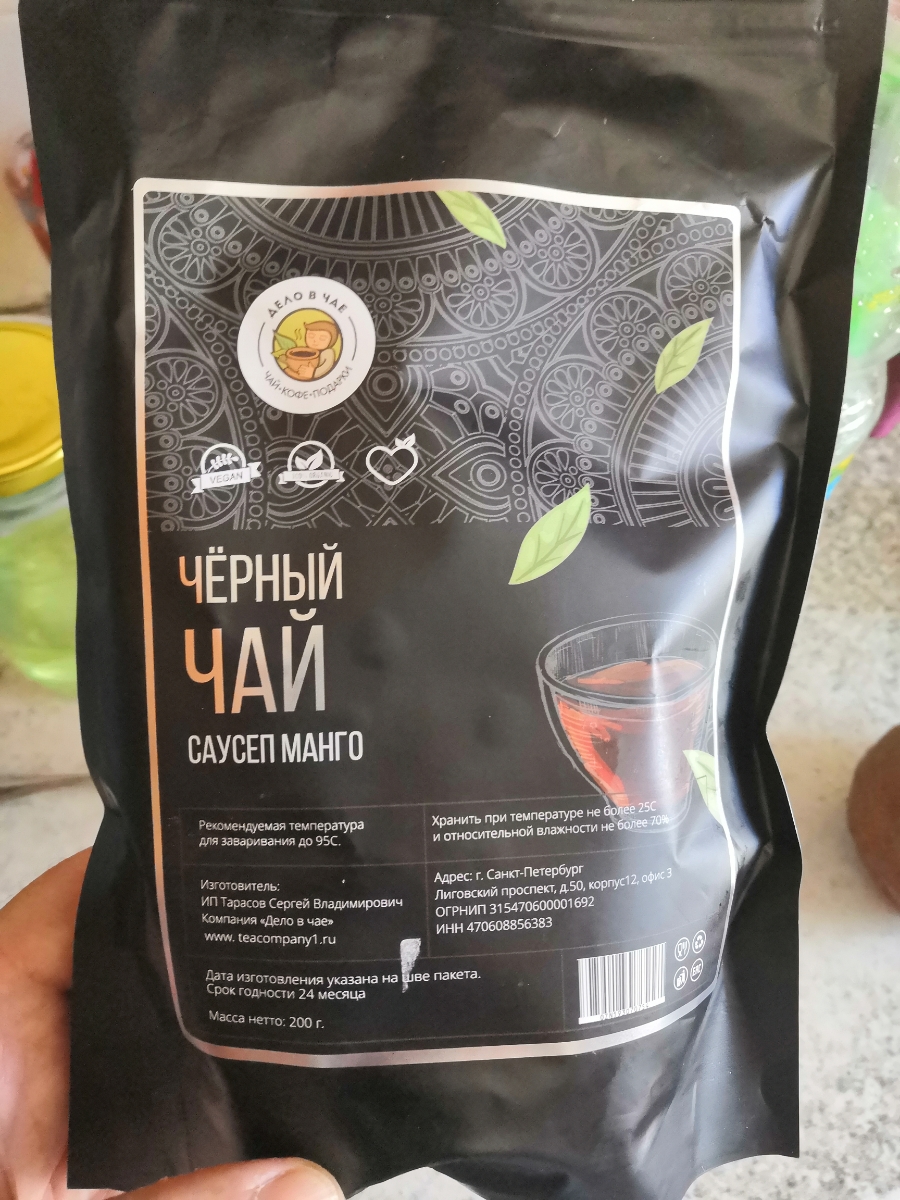 ДЕЛО В ЧАЕ
ЧАЙ•КОФЕ•ПОДАРКИ
VEGAN
ЧЁРНЫЙ
ЧАЙ
САУСЕП МАНГО
Рекомендуемая температура
для заваривания до 95С.
Хранить при температуре не более 25С
и относительной влажности не более 70%
Изготовитель:
ИП Тарасов Сергей Владимирович
Компания «Дело в чае»
www. teacompany1.ru
Адрес: г. Санкт-Петербург
Лиговский проспект, д.50, корпус12, офис 3
ОГРНИП 315470600001692
ИНН 470608856383
Дата изготовления указана на шве пакета.
Срок годности 24 месяца
Масса нетто: 200 г.
EAC